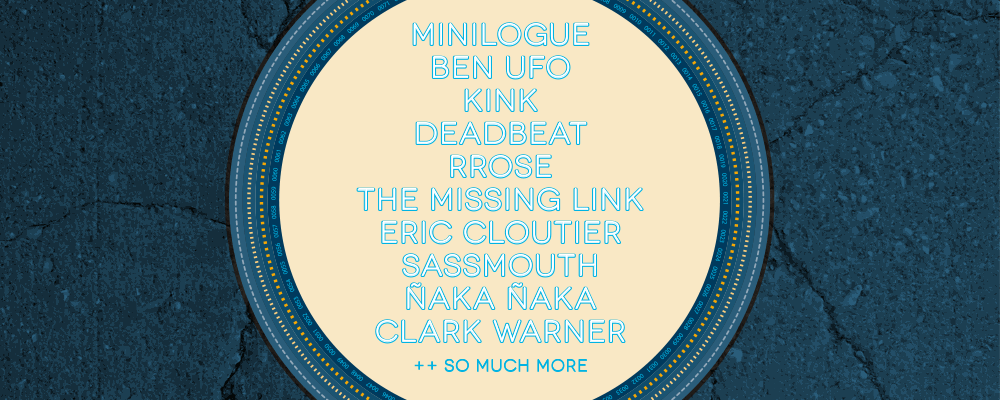 MINILOGUE
BEN UFO
KINK
DEADBEAT
RROSE
THE MISSING LINK
ERIC CLOUTIER
SASSMOUTH
ÑAKA ÑAKA
CLARK WARNER
++ SO MUCH MORE